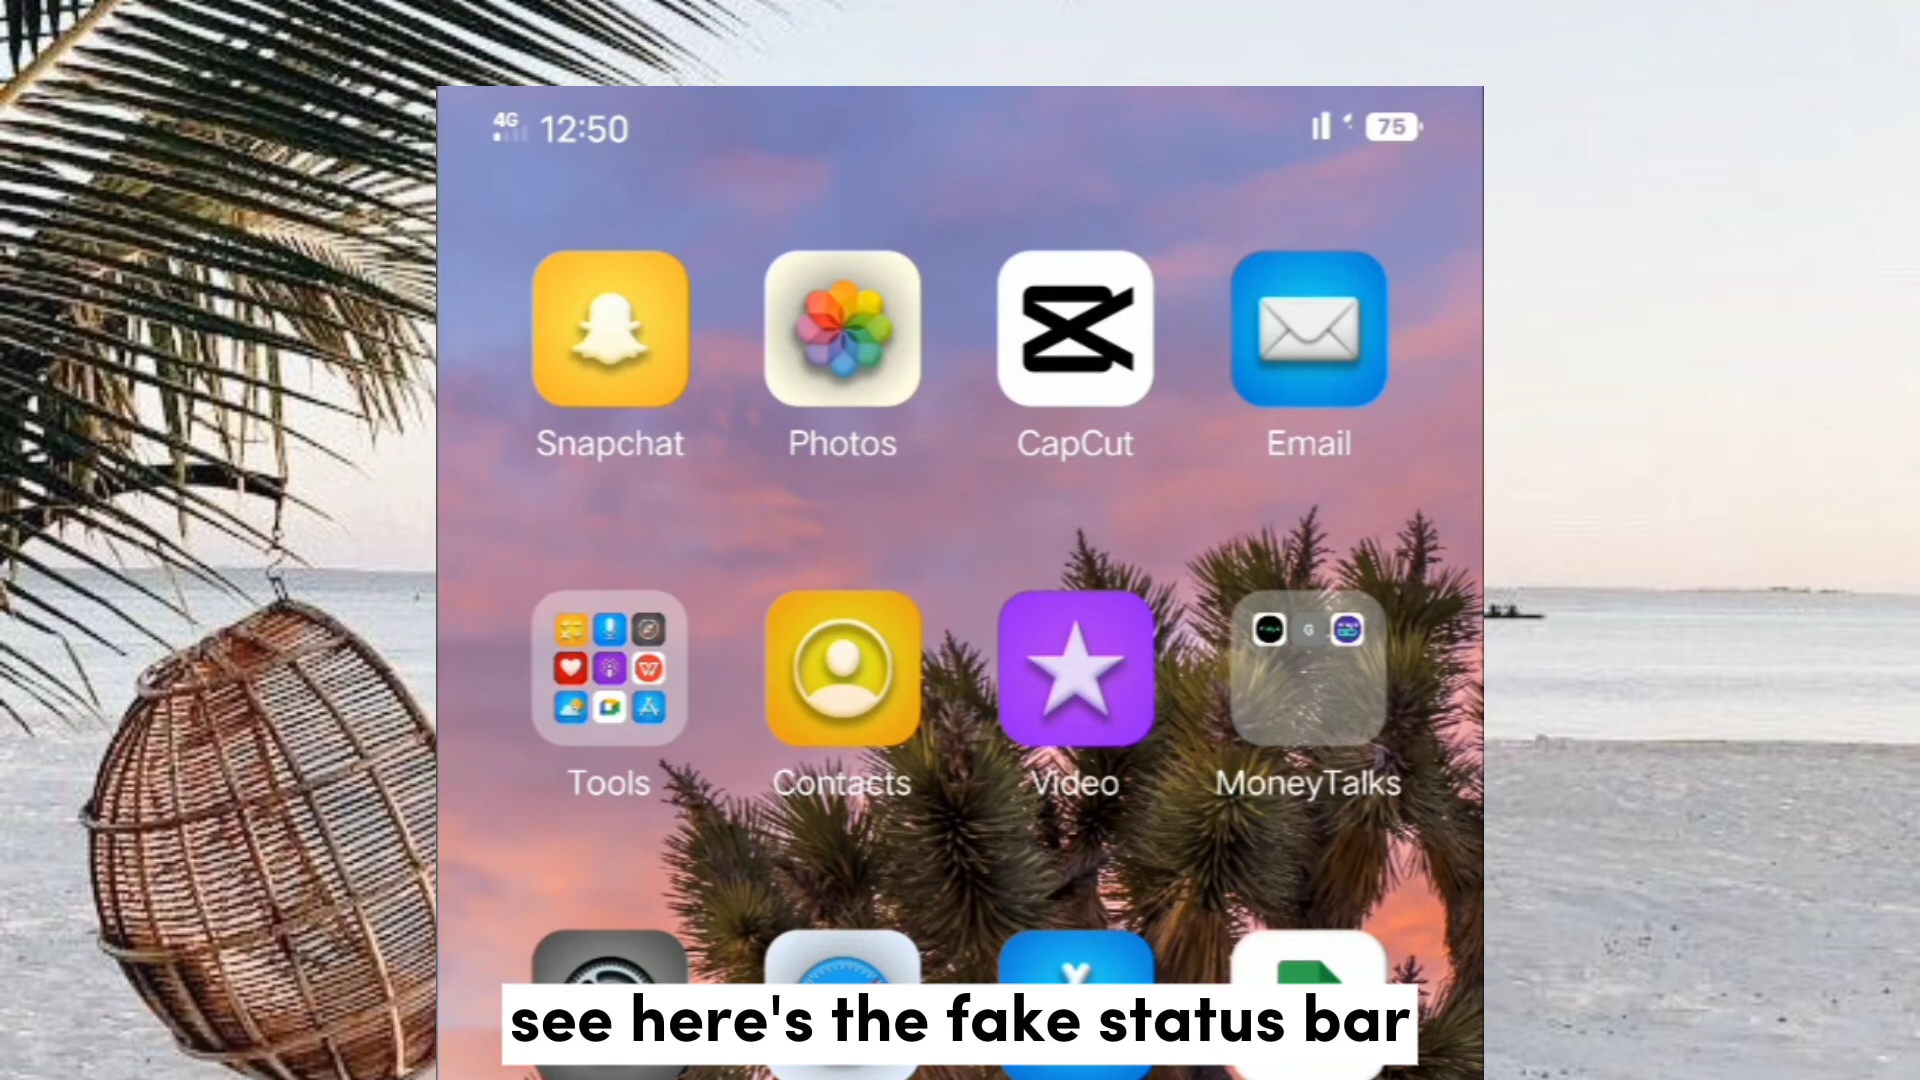 4G 12:50 75
Snapchat Photos CapCut Email
Tools Contacts Video MoneyTalks
see here's the fake status bar